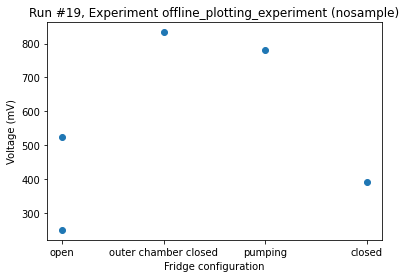 Run #19, Experiment offline_plotting_experiment (nosample)
800
700
600
500
400
300
Voltage (mV)
open outer chamber closed pumping closed
Fridge configuration